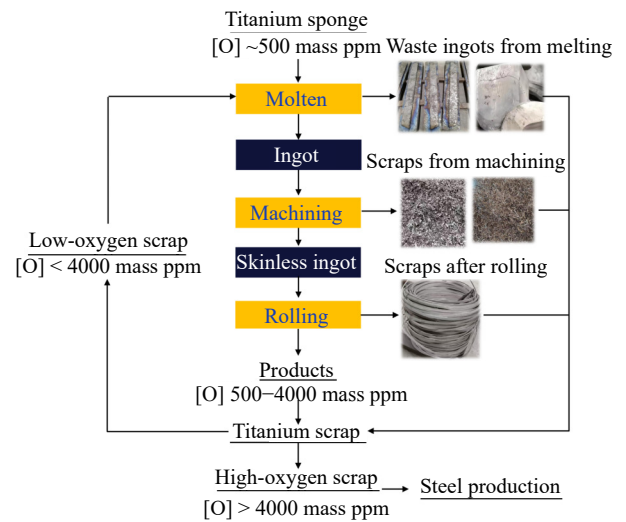 Titanium sponge
[O] ~500 mass ppm
Waste ingots from melting
Molten
Ingot
Scraps from machining
Machining
Low-oxygen scrap
[O] < 4000 mass ppm
Skinless ingot
Scraps after rolling
Rolling
Products
[O] 500−4000 mass ppm
Titanium scrap
High-oxygen scrap
Steel production
[O] > 4000 mass ppm